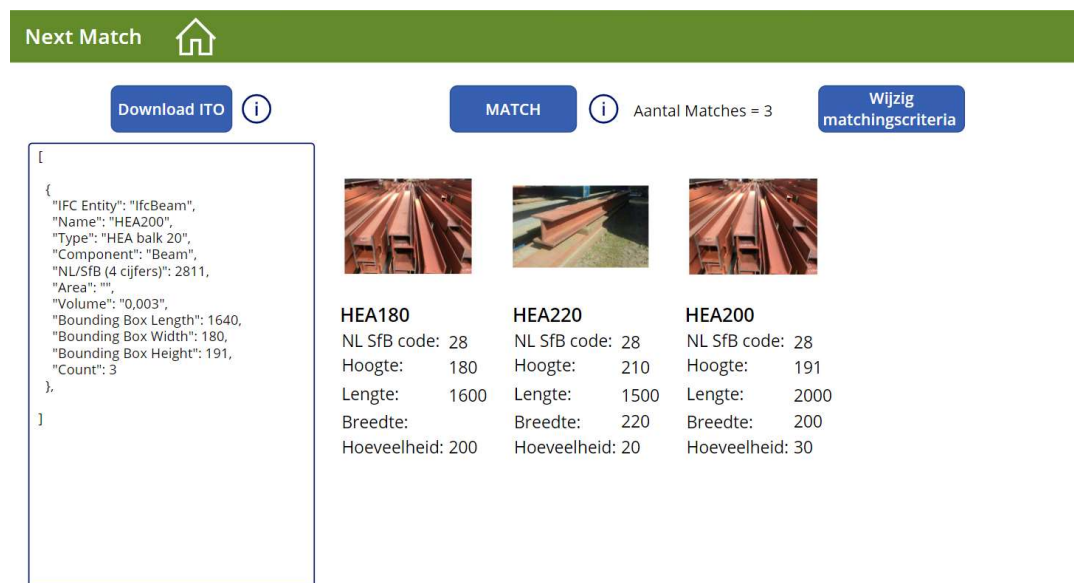 Next Match
Download ITO
i
MATCH
i
Aantal Matches = 3
Wijzig
matchingscriteria
[
{
"IFC Entity": "IfcBeam",
"Name": "HEA200",
"Type": "HEA balk 20",
"Component": "Beam",
"NL/SfB (4 cijfers)": 2811,
"Area": "",
"Volume": "0,003",
"Bounding Box Length": 1640,
"Bounding Box Width": 180,
"Bounding Box Height": 191,
"Count": 3
},
]
HEA180
NL SfB code: 28
Hoogte: 180
Lengte: 1600
Breedte:
Hoeveelheid: 200
HEA220
NL SfB code: 28
Hoogte: 210
Lengte: 1500
Breedte: 220
Hoeveelheid: 20
HEA200
NL SfB code: 28
Hoogte: 191
Lengte: 2000
Breedte: 200
Hoeveelheid: 30